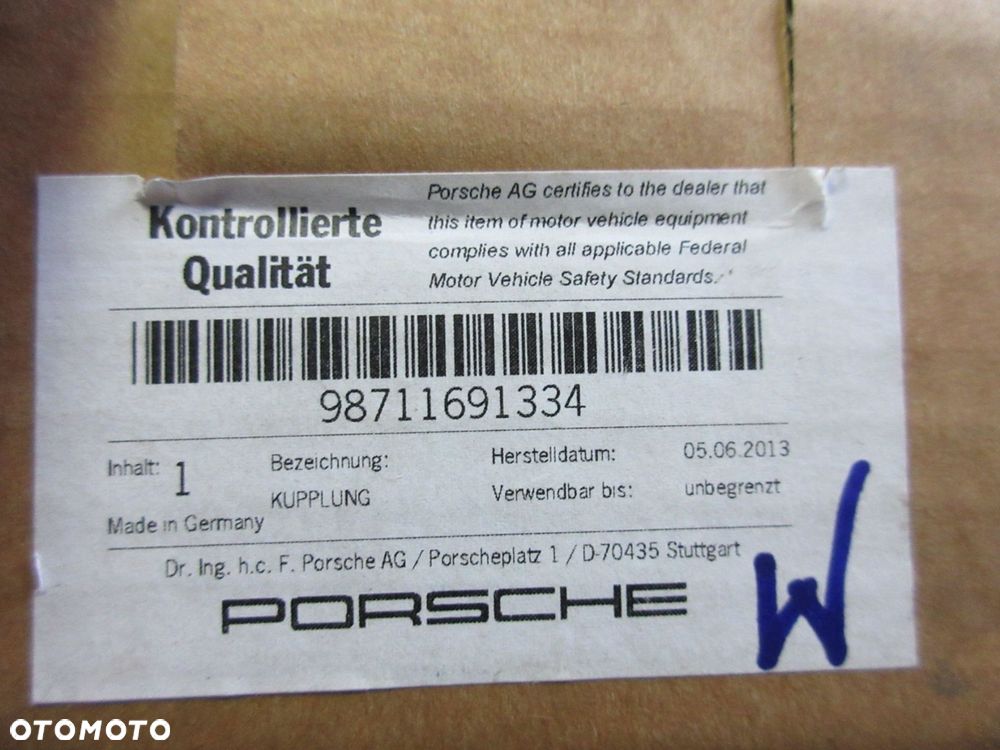 Kontrollierte
Qualität
Porsche AG certifies to the dealer that
this item of motor vehicle equipment
complies with all applicable Federal
Motor Vehicle Safety Standards.
98711691334
Inhalt: 1
Bezeichnung:
KUPPLUNG
Herstelldatum: 05.06.2013
Verwendbar bis: unbegrenzt
Made in Germany
Dr. Ing. h.c. F. Porsche AG / Porscheplatz 1 / D-70435 Stuttgart
PORSCHE
W
OTOMOTO